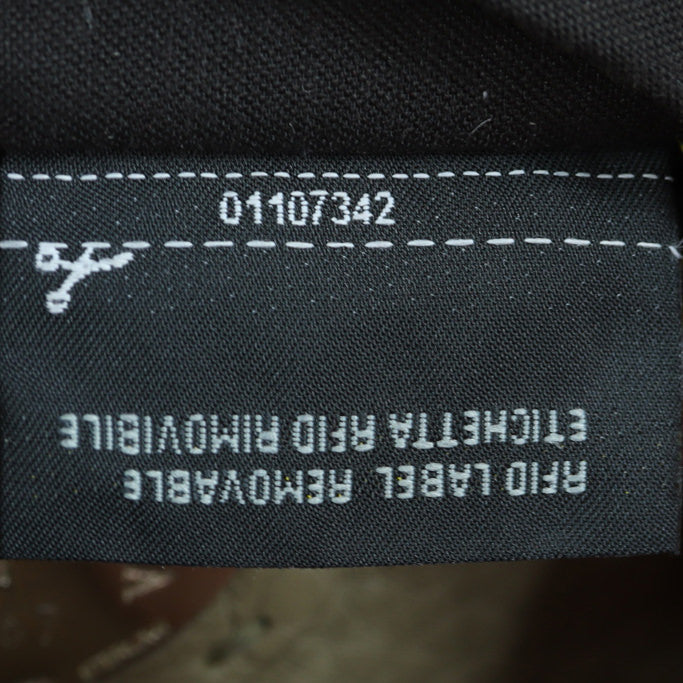 01107342
RFID LABEL REMOVABLE
ETICHETTA RFID RIMOVIBILE